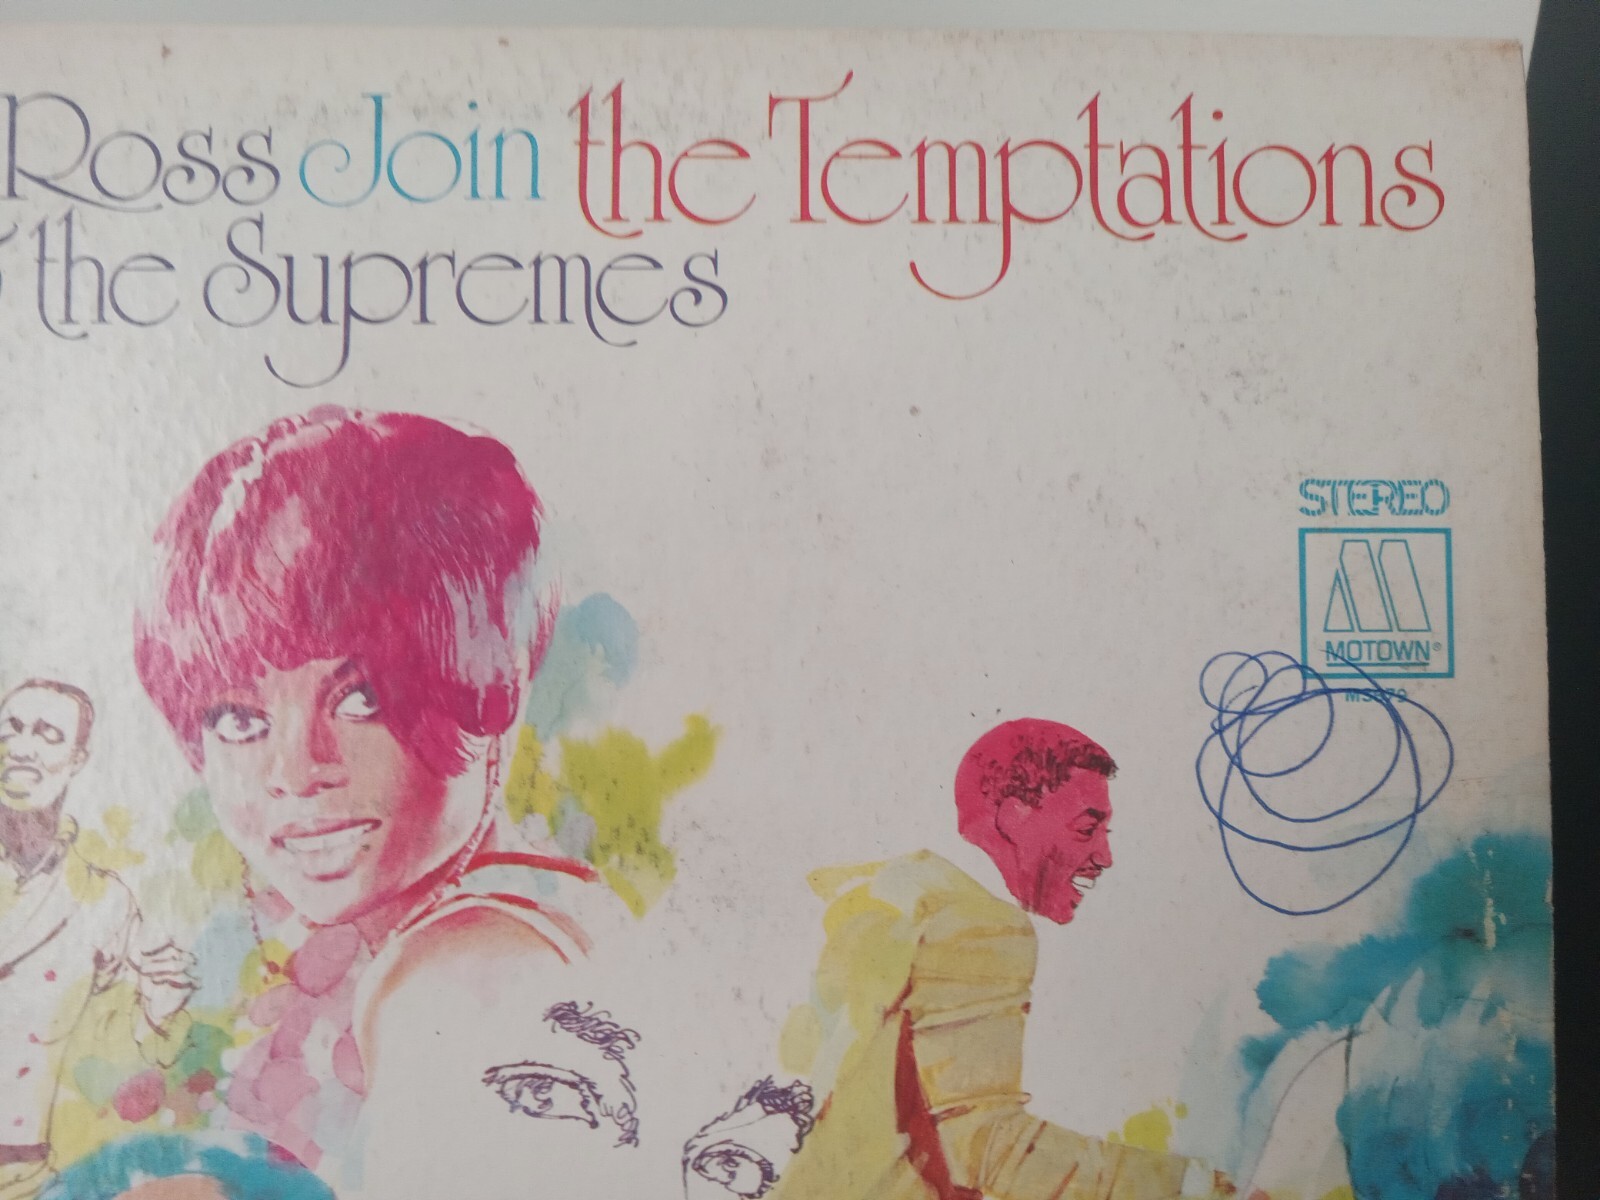 Ross Join the Temptations
the Supremes
STEREO
MOTOWN®